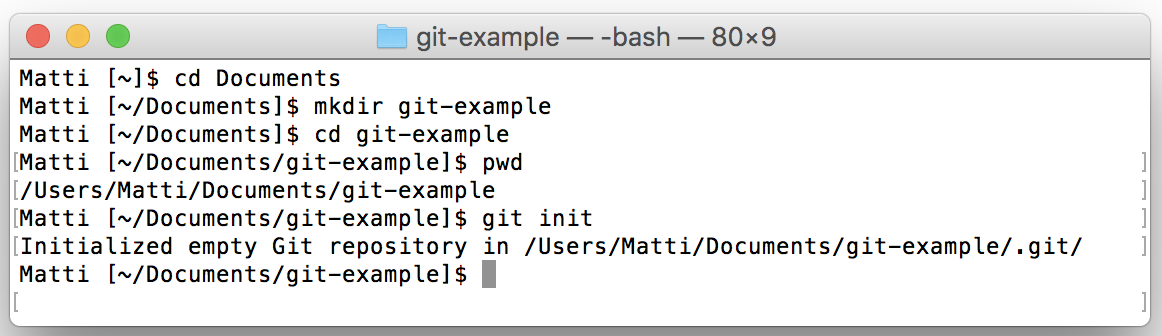 git-example — -bash — 80×9
Matti [~]$ cd Documents
Matti [~/Documents]$ mkdir git-example
Matti [~/Documents]$ cd git-example
[Matti [~/Documents/git-example]$ pwd ]
[/Users/Matti/Documents/git-example ]
[Matti [~/Documents/git-example]$ git init ]
[Initialized empty Git repository in /Users/Matti/Documents/git-example/.git/ ]
Matti [~/Documents/git-example]$
[ ]